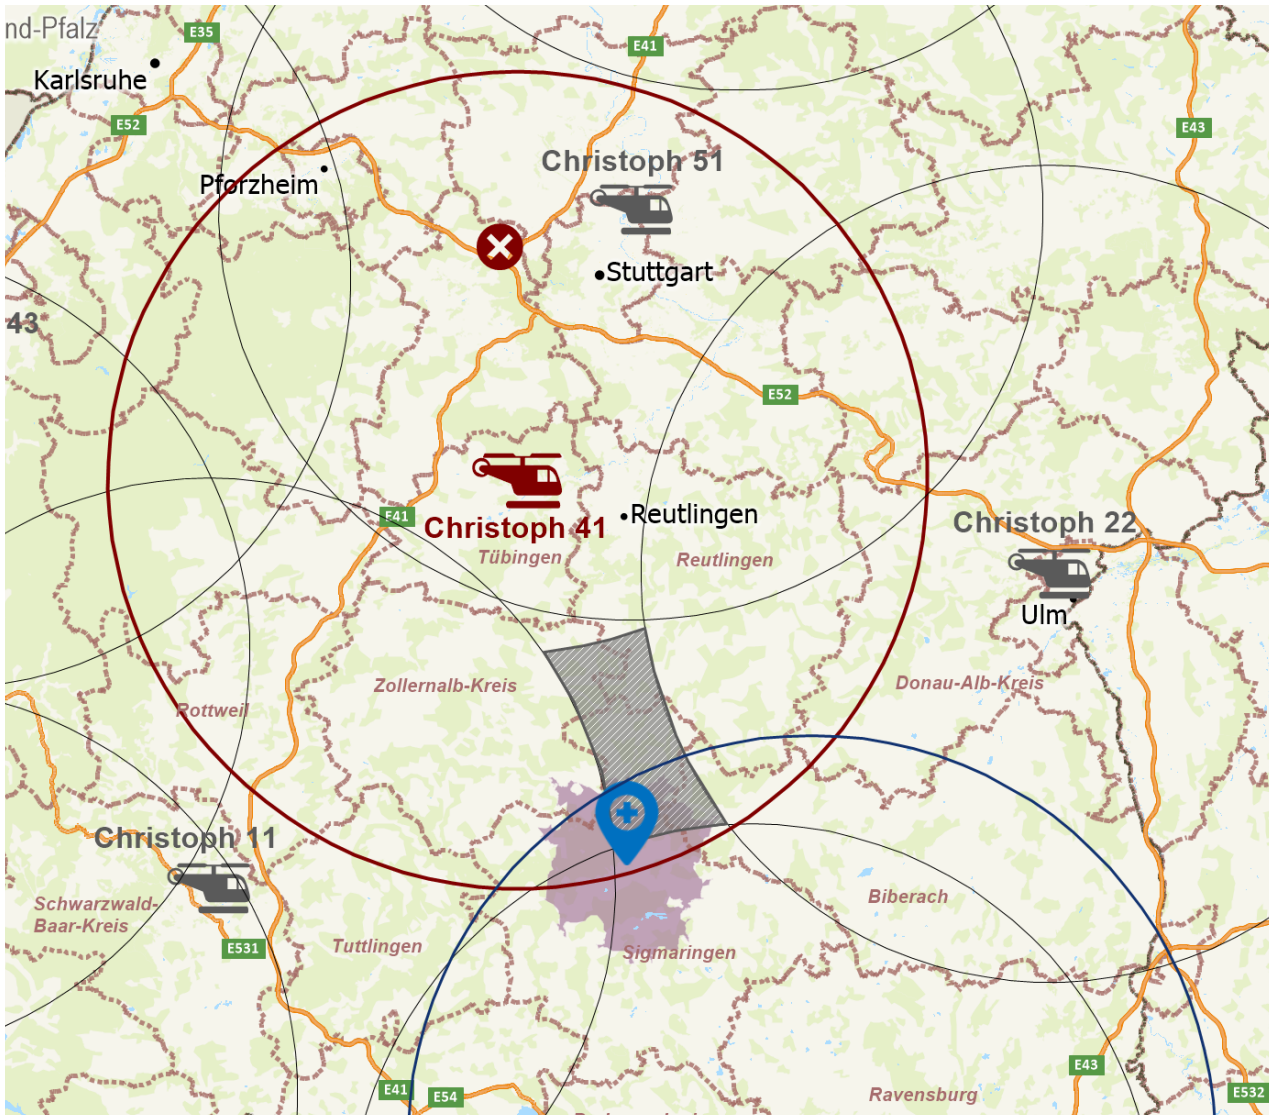 nd-Pfalz
E35
E41
Karlsruhe
E52
E43
Christoph 51
Pforzheim
Stuttgart
43
E52
E41
Reutlingen
Christoph 41
Christoph 22
Tübingen
Reutlingen
Ulm
Zollernalb-Kreis
Donau-Alb-Kreis
Rottweil
Christoph 11
Schwarzwald-
Baar-Kreis
Biberach
E531
Tuttlingen
Sigmaringen
E43
E41
E54
Ravensburg
E532